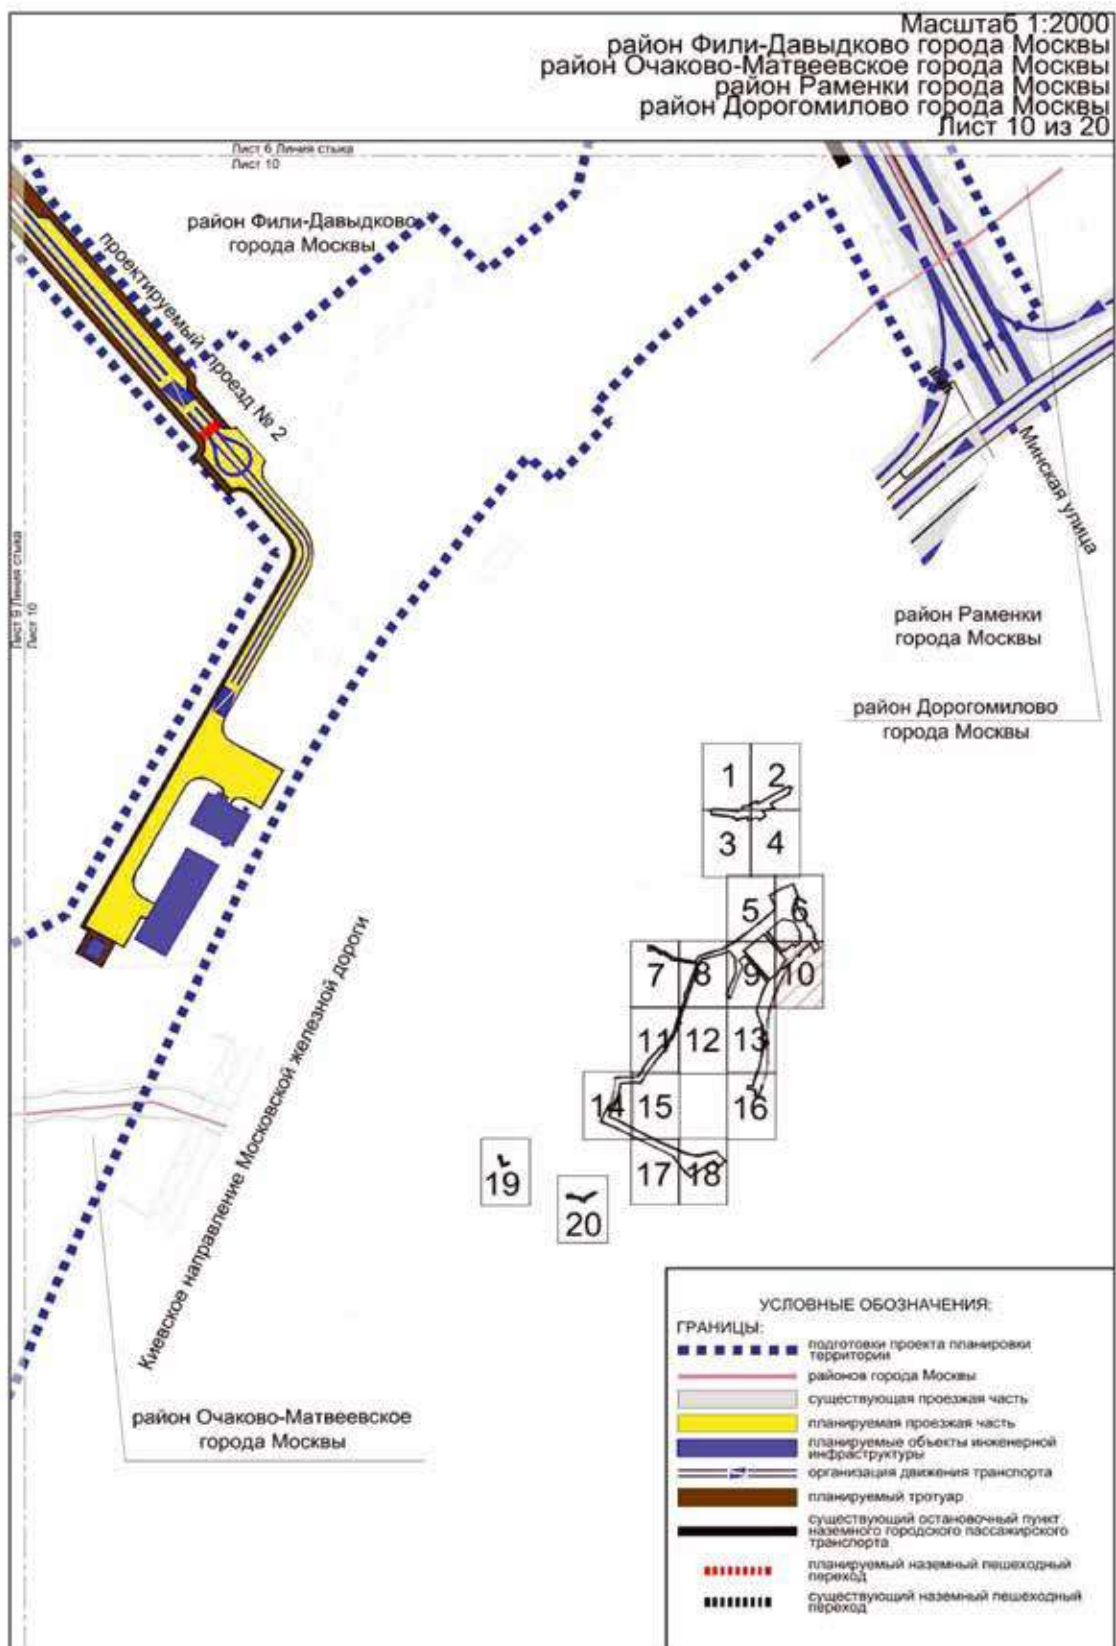 Масштаб 1:2000
район Фили-Давыдково города Москвы
район Очаково-Матвеевское города Москвы
район Раменки города Москвы
район Дорогомилово города Москвы
Лист 10 из 20
Лист 6 Линия стыка
Лист 10
район Фили-Давыдково
города Москвы
проектируемый проезд № 2
Минская улица
Лист 9 Линия стыка
Лист 10
район Раменки
города Москвы
район Дорогомилово
города Москвы
1 2
3 4
5 6
7 8 9 10
11 12 13
14 15 16
17 18
19
20
Киевское направление Московской железной дороги
район Очаково-Матвеевское
города Москвы
УСЛОВНЫЕ ОБОЗНАЧЕНИЯ:
ГРАНИЦЫ:
подготовки проекта планировки
территории
районов города Москвы
существующая проезжая часть
планируемая проезжая часть
планируемые объекты инженерной
инфраструктуры
организация движения транспорта
планируемый тротуар
существующий остановочный пункт
наземного городского пассажирского
транспорта
планируемый наземный пешеходный
переход
существующий наземный пешеходный
переход